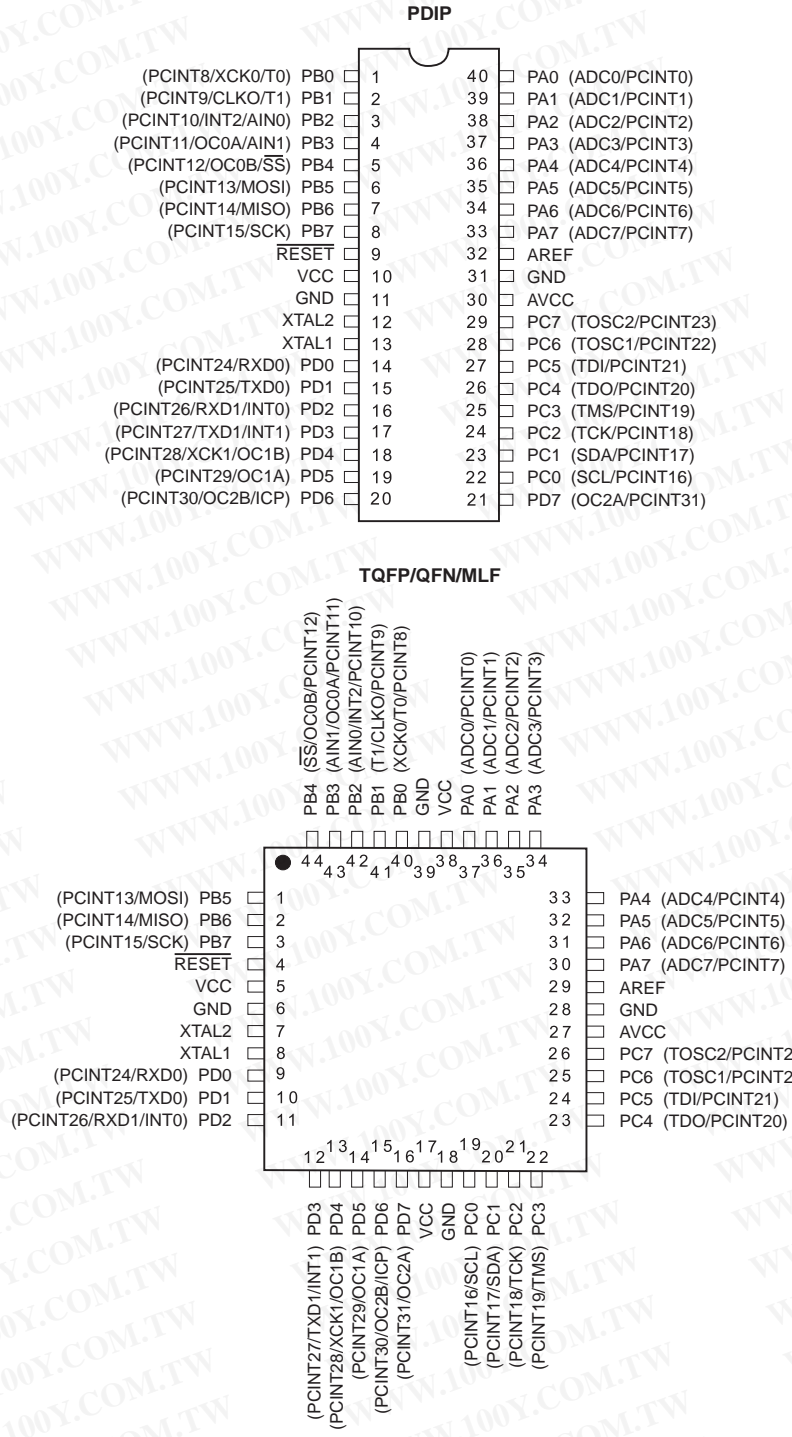 PDIP
(PCINT8/XCK0/T0) PB0 1 40 PA0 (ADC0/PCINT0)
(PCINT9/CLKO/T1) PB1 2 39 PA1 (ADC1/PCINT1)
(PCINT10/INT2/AIN0) PB2 3 38 PA2 (ADC2/PCINT2)
(PCINT11/OC0A/AIN1) PB3 4 37 PA3 (ADC3/PCINT3)
(PCINT12/OC0B/SS) PB4 5 36 PA4 (ADC4/PCINT4)
(PCINT13/MOSI) PB5 6 35 PA5 (ADC5/PCINT5)
(PCINT14/MISO) PB6 7 34 PA6 (ADC6/PCINT6)
(PCINT15/SCK) PB7 8 33 PA7 (ADC7/PCINT7)
RESET 9 32 AREF
VCC 10 31 GND
GND 11 30 AVCC
XTAL2 12 29 PC7 (TOSC2/PCINT23)
XTAL1 13 28 PC6 (TOSC1/PCINT22)
(PCINT24/RXD0) PD0 14 27 PC5 (TDI/PCINT21)
(PCINT25/TXD0) PD1 15 26 PC4 (TDO/PCINT20)
(PCINT26/RXD1/INT0) PD2 16 25 PC3 (TMS/PCINT19)
(PCINT27/TXD1/INT1) PD3 17 24 PC2 (TCK/PCINT18)
(PCINT28/XCK1/OC1B) PD4 18 23 PC1 (SDA/PCINT17)
(PCINT29/OC1A) PD5 19 22 PC0 (SCL/PCINT16)
(PCINT30/OC2B/ICP) PD6 20 21 PD7 (OC2A/PCINT31)
TQFP/QFN/MLF
PB4 (SS/OC0B/PCINT12)
PB3 (AIN1/OC0A/PCINT11)
PB2 (AIN0/INT2/PCINT10)
PB1 (T1/CLKO/PCINT9)
PB0 (XCK0/T0/PCINT8)
GND
VCC
PA0 (ADC0/PCINT0)
PA1 (ADC1/PCINT1)
PA2 (ADC2/PCINT2)
PA3 (ADC3/PCINT3)
44 43 42 41 40 39 38 37 36 35 34
(PCINT13/MOSI) PB5 1 33 PA4 (ADC4/PCINT4)
(PCINT14/MISO) PB6 2 32 PA5 (ADC5/PCINT5)
(PCINT15/SCK) PB7 3 31 PA6 (ADC6/PCINT6)
RESET 4 30 PA7 (ADC7/PCINT7)
VCC 5 29 AREF
GND 6 28 GND
XTAL2 7 27 AVCC
XTAL1 8 26 PC7 (TOSC2/PCINT2
(PCINT24/RXD0) PD0 9 25 PC6 (TOSC1/PCINT2
(PCINT25/TXD0) PD1 10 24 PC5 (TDI/PCINT21)
(PCINT26/RXD1/INT0) PD2 11 23 PC4 (TDO/PCINT20)
12 13 14 15 16 17 18 19 20 21 22
(PCINT27/TXD1/INT1) PD3
(PCINT28/XCK1/OC1B) PD4
(PCINT29/OC1A) PD5
(PCINT30/OC2B/ICP) PD6
(PCINT31/OC2A) PD7
VCC
GND
(PCINT16/SCL) PC0
(PCINT17/SDA) PC1
(PCINT18/TCK) PC2
(PCINT19/TMS) PC3
WWW.100Y.COM.TW